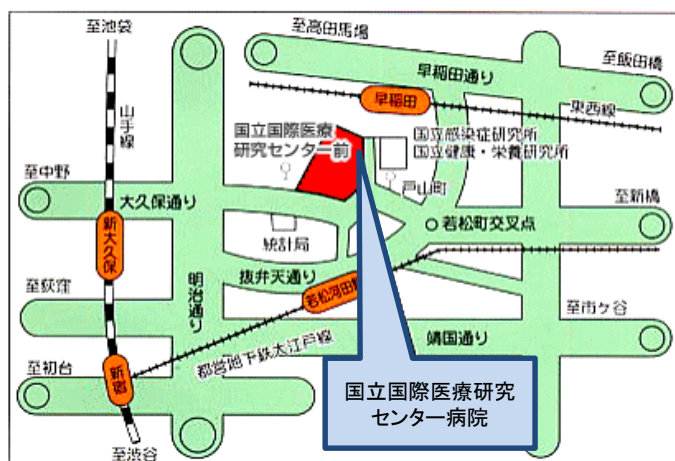 至池袋
至高田馬場
至飯田橋
早稲田通り
山手線
早稲田
東西線
国立国際医療
研究センター前
国立感染症研究所
国立健康・栄養研究所
至中野
戸山町
大久保通り
至新橋
若松町交叉点
新大久保
統計局
抜弁天通り
至荻窪
明治通り
若松河田
至市ケ谷
靖国通り
都営地下鉄大江戸線
至初台
新宿
国立国際医療研究
センター病院
至渋谷